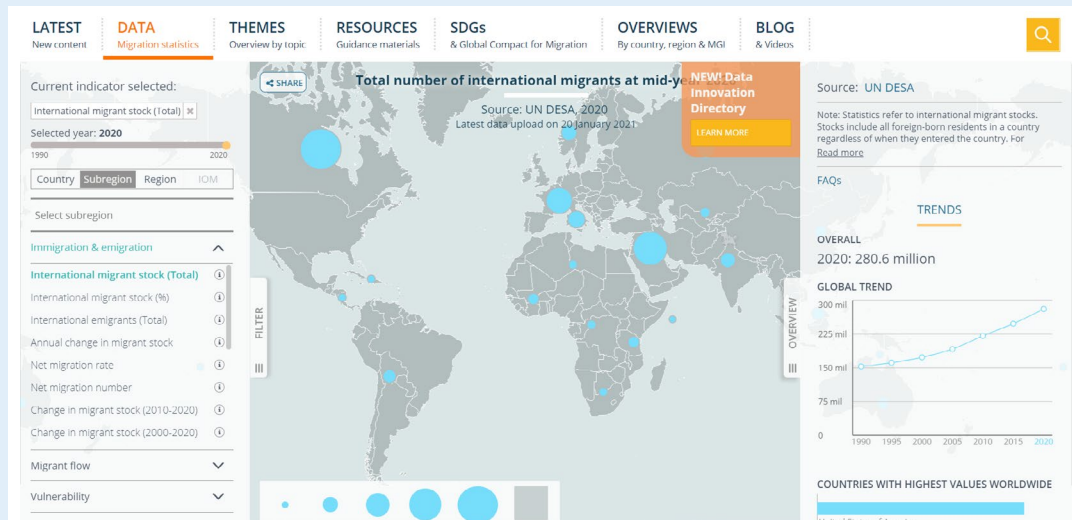 LATEST
New content
DATA
Migration statistics
THEMES
Overview by topic
RESOURCES
Guidance materials
SDGs
& Global Compact for Migration
OVERVIEWS
By country, region & MGI
BLOG
& Videos
Current indicator selected:
International migrant stock (Total) ×
Selected year: 2020
1990 2020
Country Subregion Region IOM
Select subregion
Immigration & emigration
International migrant stock (Total)
International migrant stock (%)
International emigrants (Total)
Annual change in migrant stock
Net migration rate
Net migration number
Change in migrant stock (2010-2020)
Change in migrant stock (2000-2020)
Migrant flow
Vulnerability
SHARE
Total number of international migrants at mid-ye
Source: UN DESA, 2020
Latest data upload on 20 January 2021
NEW! Data
Innovation
Directory
LEARN MORE
FILTER
OVERVIEW
Source: UN DESA
Note: Statistics refer to international migrant stocks.
Stocks include all foreign-born residents in a country
regardless of when they entered the country. For
Read more
FAQs
TRENDS
OVERALL
2020: 280.6 million
GLOBAL TREND
300 mil
225 mil
150 mil
75 mil
0
1990 1995 2000 2005 2010 2015 2020
COUNTRIES WITH HIGHEST VALUES WORLDWIDE